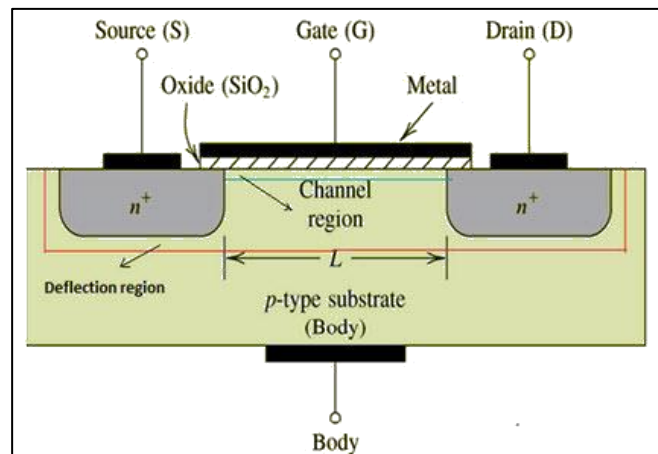 Source (S)
Gate (G)
Drain (D)
Oxide (SiO₂)
Metal
n⁺
Channel
region
n⁺
L
Deflection region
p-type substrate
(Body)
Body